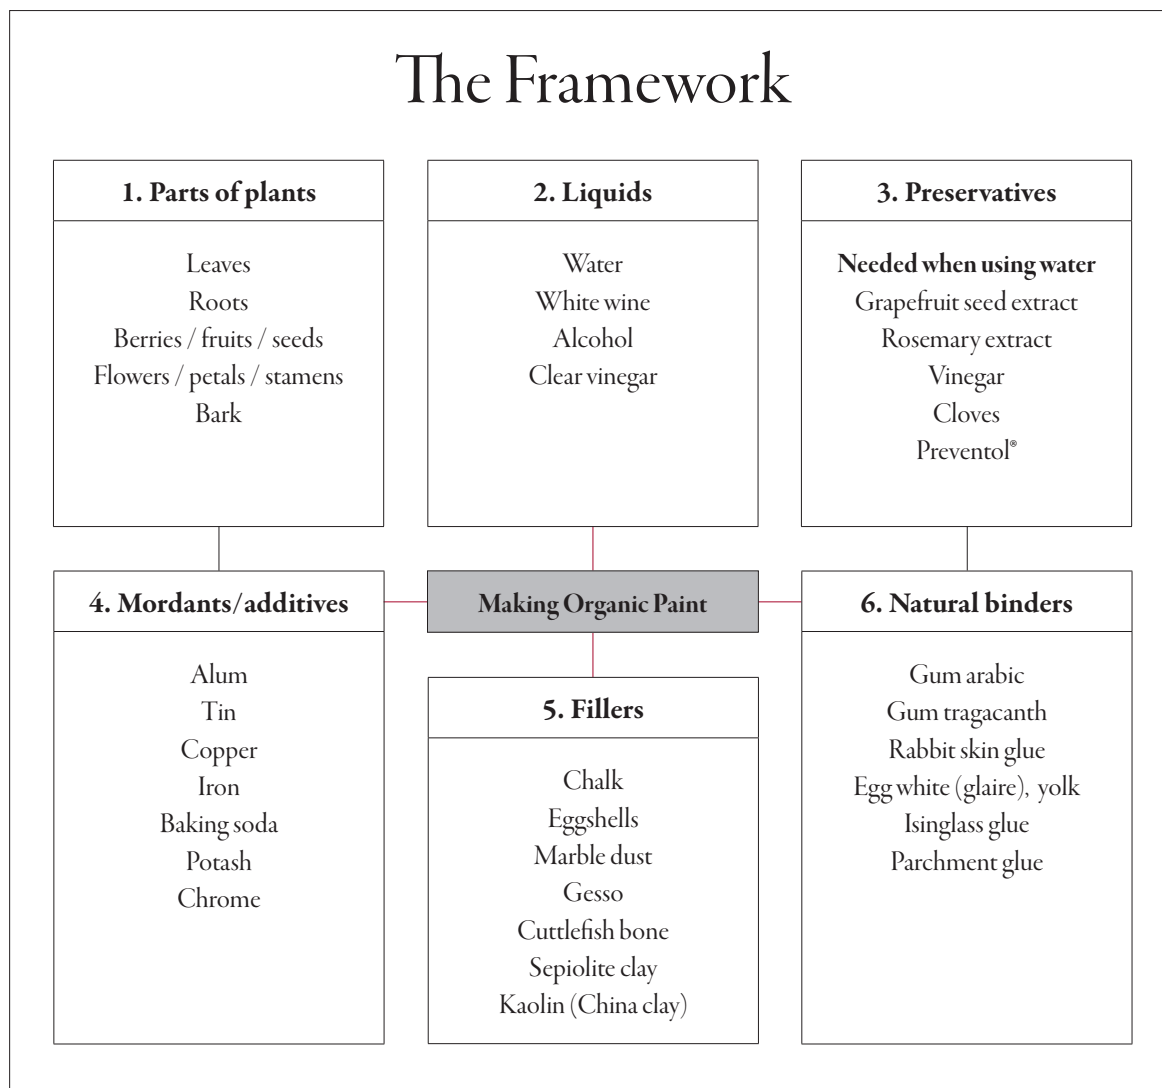 The Framework
1. Parts of plants
Leaves
Roots
Berries / fruits / seeds
Flowers / petals / stamens
Bark
2. Liquids
Water
White wine
Alcohol
Clear vinegar
3. Preservatives
Needed when using water
Grapefruit seed extract
Rosemary extract
Vinegar
Cloves
Preventol®
4. Mordants/additives
Alum
Tin
Copper
Iron
Baking soda
Potash
Chrome
Making Organic Paint
5. Fillers
Chalk
Eggshells
Marble dust
Gesso
Cuttlefish bone
Sepiolite clay
Kaolin (China clay)
6. Natural binders
Gum arabic
Gum tragacanth
Rabbit skin glue
Egg white (glaire), yolk
Isinglass glue
Parchment glue